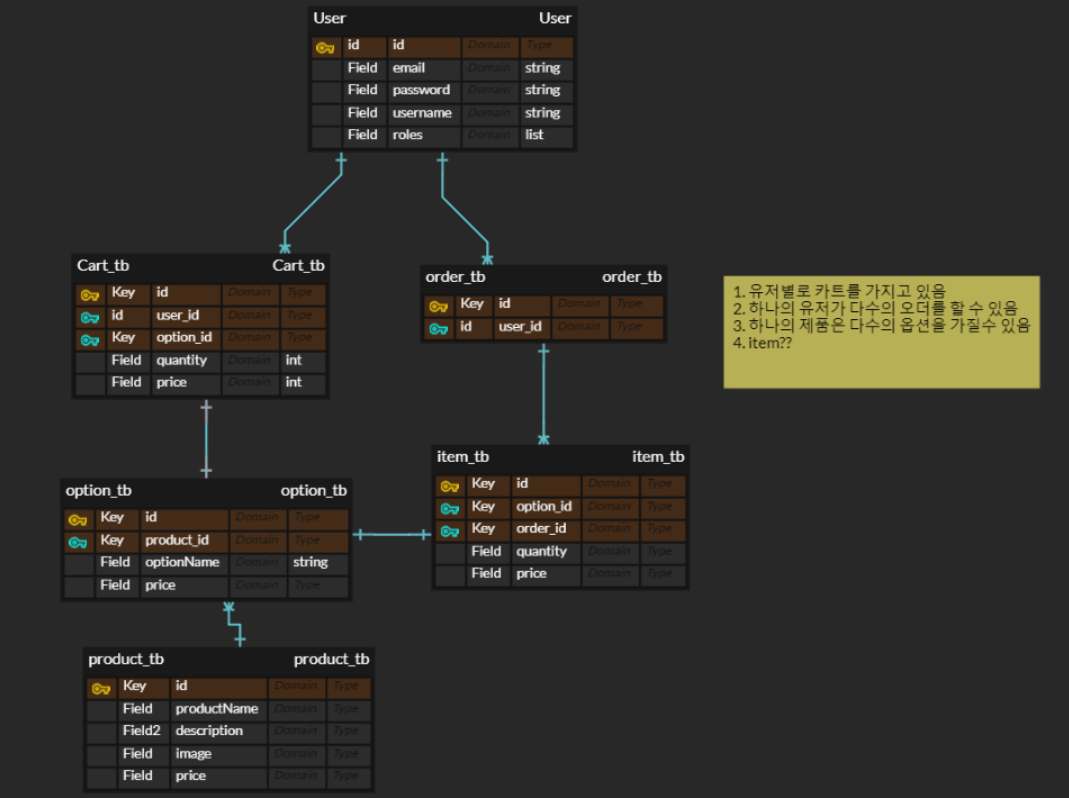 User User
id id Domain Type
Field email Domain string
Field password Domain string
Field username Domain string
Field roles Domain list
Cart_tb Cart_tb
Key id Domain Type
id user_id Domain Type
Key option_id Domain Type
Field quantity Domain int
Field price Domain int
order_tb order_tb
Key id Domain Type
id user_id Domain Type
1. 유저별로 카트를 가지고 있음
2. 하나의 유저가 다수의 오더를 할 수 있음
3. 하나의 제품은 다수의 옵션을 가질수 있음
4. item??
option_tb option_tb
Key id Domain Type
Key product_id Domain Type
Field optionName Domain string
Field price Domain Type
item_tb item_tb
Key id Domain Type
Key option_id Domain Type
Key order_id Domain Type
Field quantity Domain Type
Field price Domain Type
product_tb product_tb
Key id Domain Type
Field productName Domain Type
Field2 description Domain Type
Field image Domain Type
Field price Domain Type